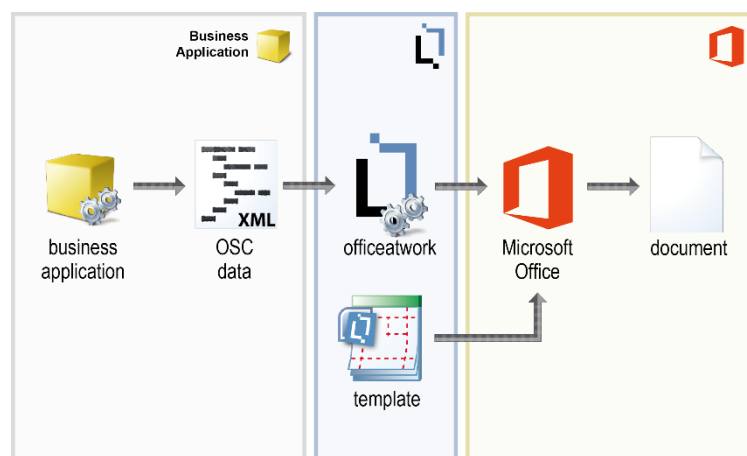 Business
Application
XML
business
application
OSC
data
officeatwork
Microsoft
Office
document
template